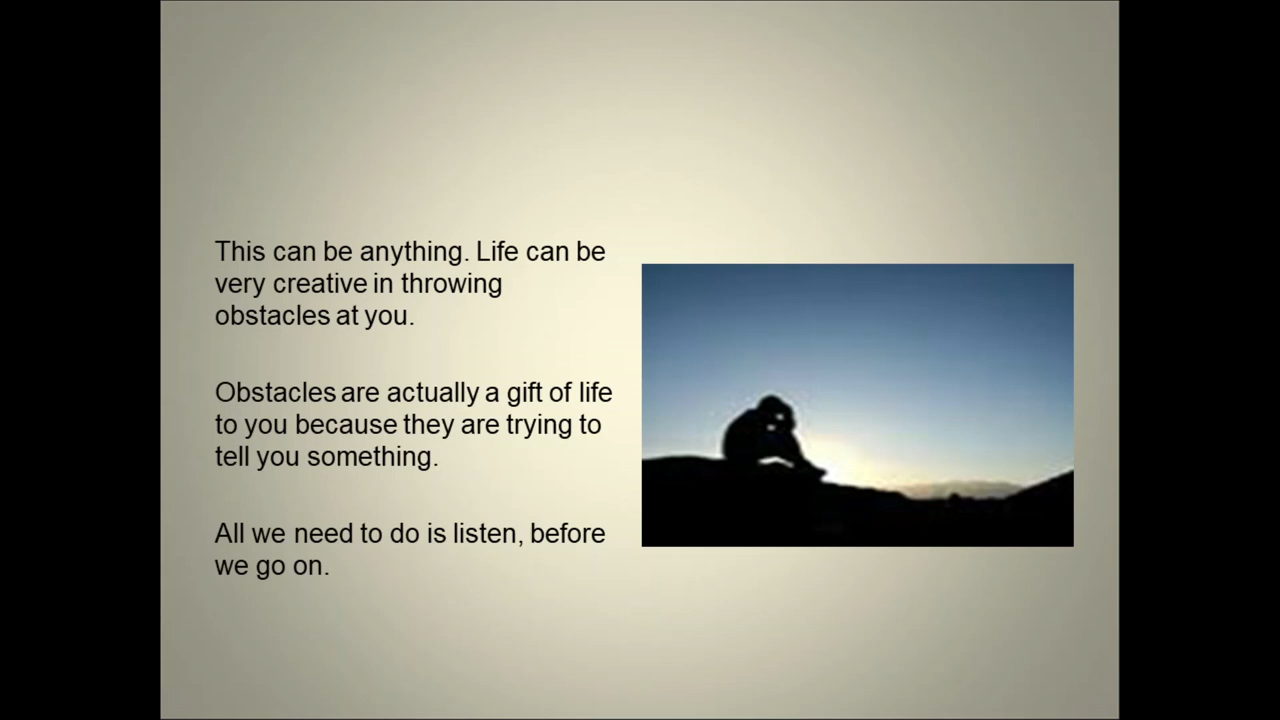 This can be anything. Life can be
very creative in throwing
obstacles at you.
Obstacles are actually a gift of life
to you because they are trying to
tell you something.
All we need to do is listen, before
we go on.